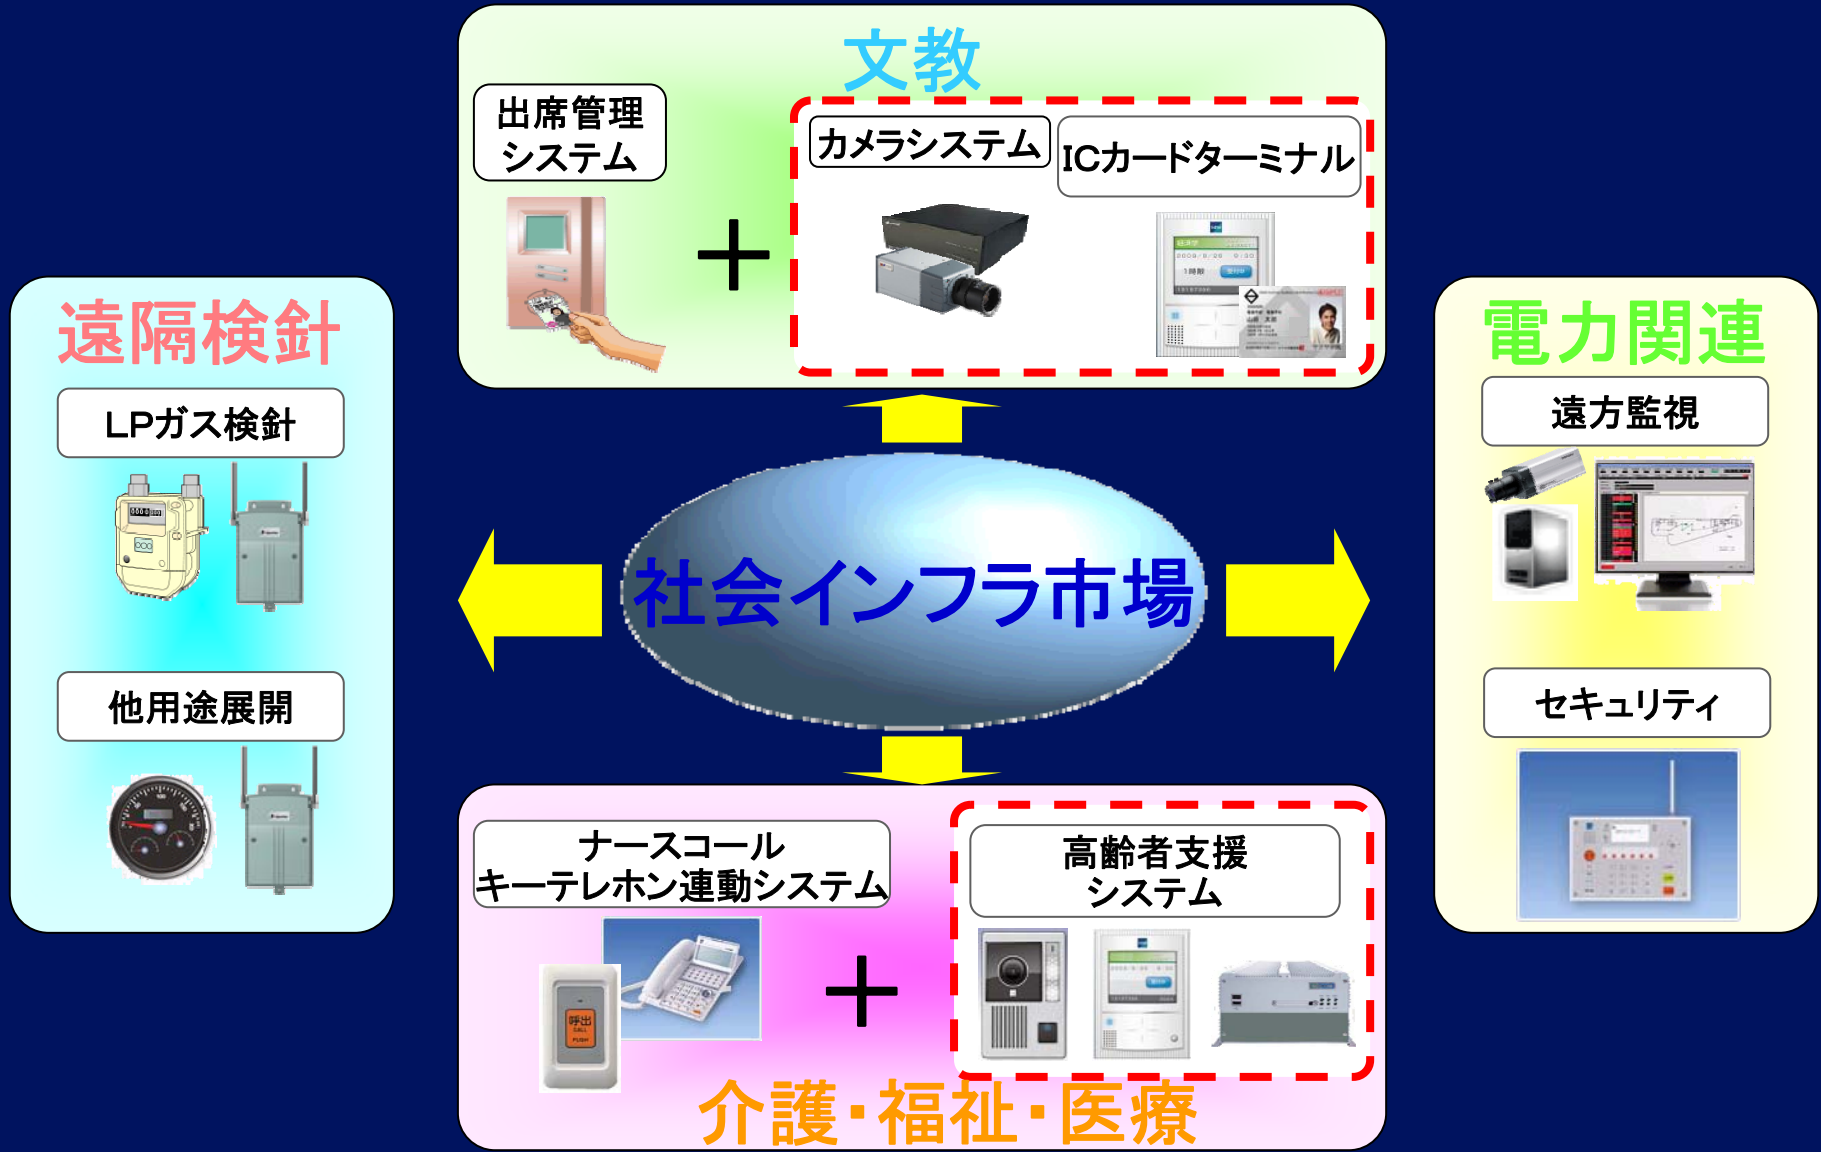 文教
出席管理
システム
カメラシステム
ICカードターミナル
遠隔検針
LPガス検針
他用途展開
社会インフラ市場
電力関連
遠方監視
セキュリティ
ナースコール
キーテレホン連動システム
呼出
CALL
PUSH
高齢者支援
システム
介護・福祉・医療